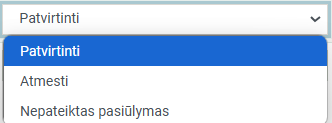 Patvirtinti
Patvirtinti
Atmesti
Nepateiktas pasiūlymas